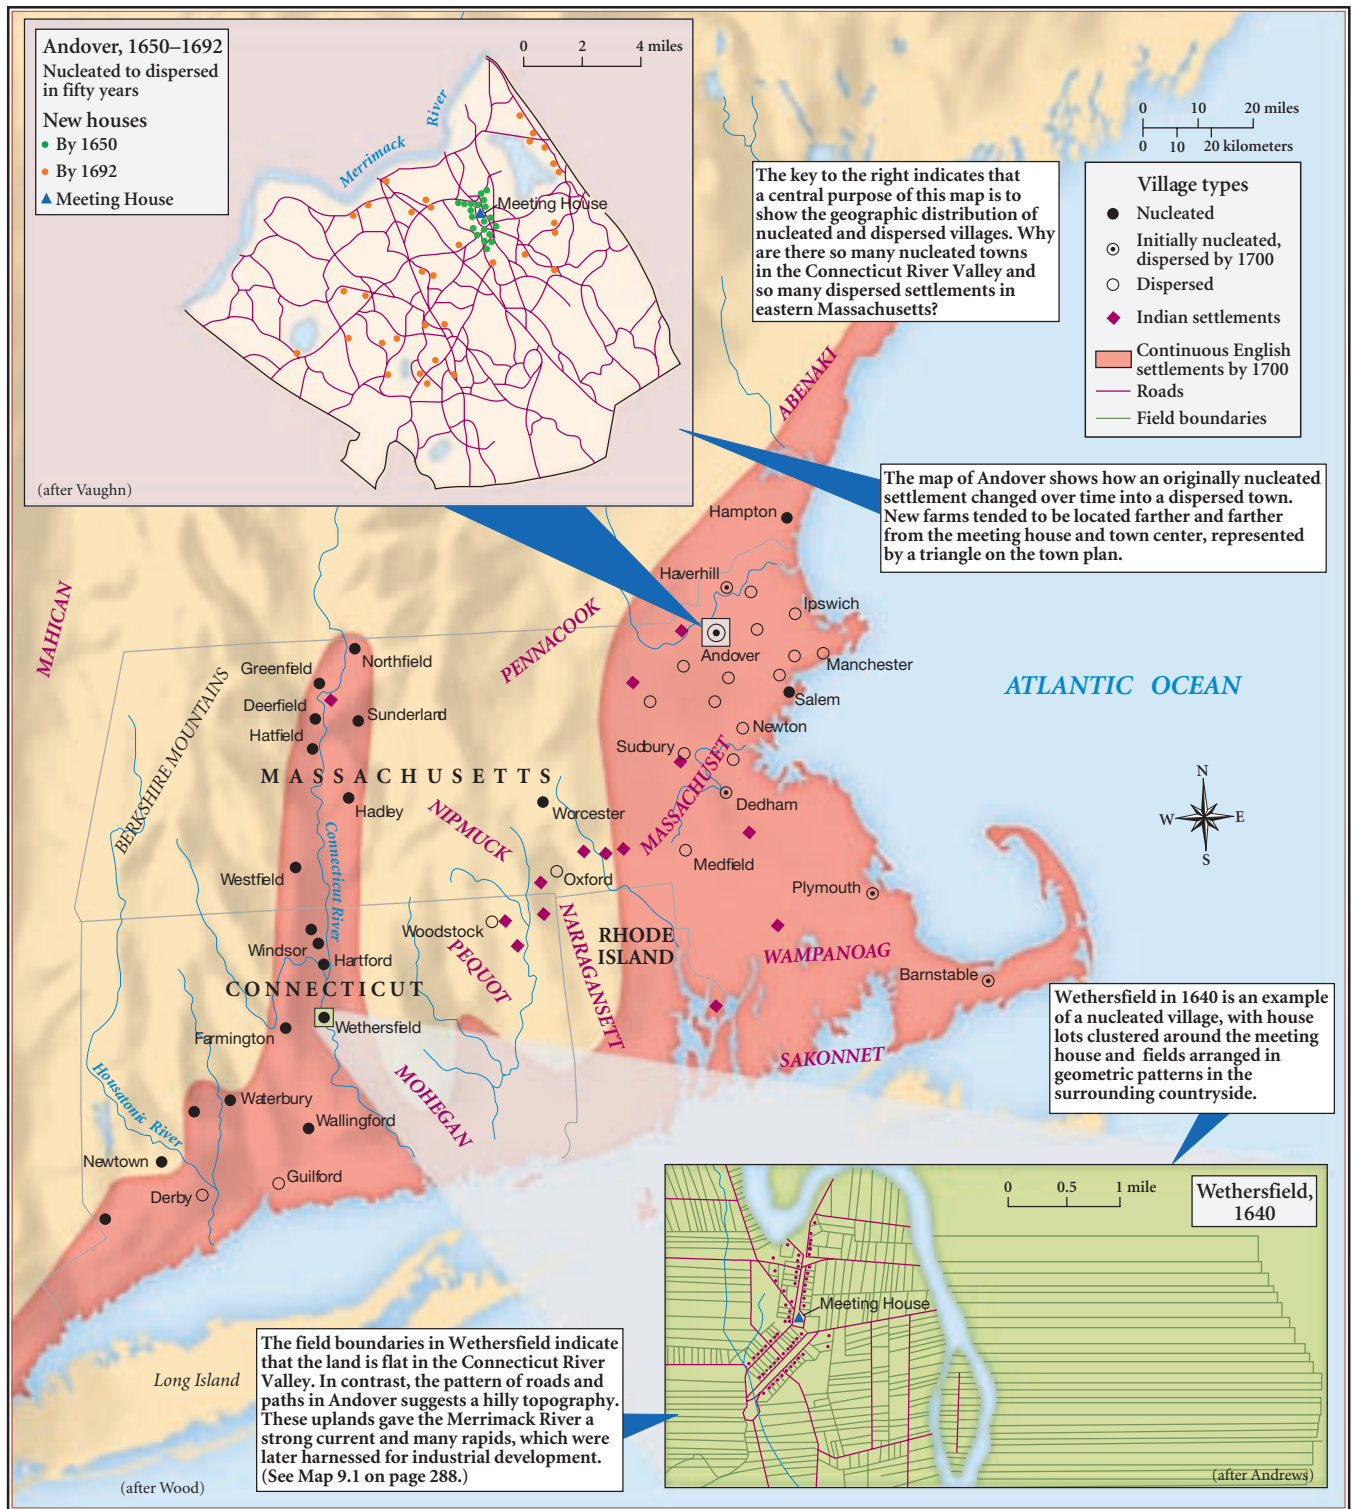 Andover, 1650–1692
Nucleated to dispersed
in fifty years
New houses
By 1650
By 1692
Meeting House
0 2 4 miles
Merrimack River
Meeting House
(after Vaughn)
0 10 20 miles
0 10 20 kilometers
The key to the right indicates that
a central purpose of this map is to
show the geographic distribution of
nucleated and dispersed villages. Why
are there so many nucleated towns
in the Connecticut River Valley and
so many dispersed settlements in
eastern Massachusetts?
Village types
Nucleated
Initially nucleated,
dispersed by 1700
Dispersed
Indian settlements
Continuous English
settlements by 1700
Roads
Field boundaries
The map of Andover shows how an originally nucleated
settlement changed over time into a dispersed town.
New farms tended to be located farther and farther
from the meeting house and town center, represented
by a triangle on the town plan.
ABENAKI
Hampton
Haverhill
Ipswich
MAHICAN
PENNACOOK
Andover
Manchester
Northfield
Greenfield
BERKSHIRE MOUNTAINS
ATLANTIC OCEAN
Salem
Deerfield
Sunderland
Newton
Hatfield
Sudbury
MASSACHUSETTS
MASSACHUSET
N
W E
S
Hadley
NIPMUCK
Worcester
Dedham
Connecticut River
Medfield
Westfield
Oxford
Plymouth
Woodstock
NARRAGANSETT
RHODE
ISLAND
Windsor
Hartford
PEQUOT
WAMPANOAG
Barnstable
CONNECTICUT
Wethersfield
Farmington
SAKONNET
Wethersfield in 1640 is an example
of a nucleated village, with house
lots clustered around the meeting
house and fields arranged in
geometric patterns in the
surrounding countryside.
Housatonic River
MOHEGAN
Waterbury
Wallingford
Newtown
Guilford
Derby
0 0.5 1 mile
Wethersfield,
1640
Meeting House
(after Andrews)
The field boundaries in Wethersfield indicate
that the land is flat in the Connecticut River
Valley. In contrast, the pattern of roads and
paths in Andover suggests a hilly topography.
These uplands gave the Merrimack River a
strong current and many rapids, which were
later harnessed for industrial development.
(See Map 9.1 on page 288.)
Long Island
(after Wood)